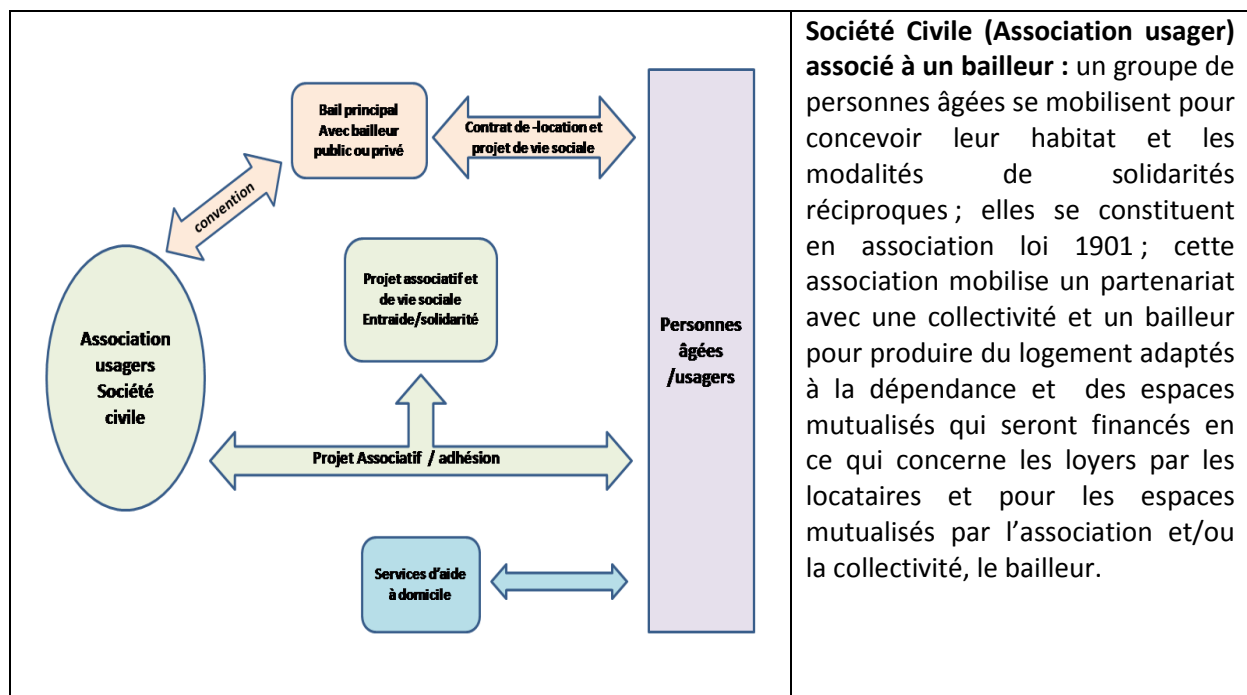 Bail principal
Avec bailleur
public ou privé
Contrat de -location et
projet de vie sociale
convention
Projet associatif et
de vie sociale
Entraide/solidarité
Association
usagers
Société
civile
Personnes
âgées
/usagers
Projet Associatif / adhésion
Services d'aide
à domicile
Société Civile (Association usager)
associé à un bailleur : un groupe de
personnes âgées se mobilisent pour
concevoir leur habitat et les
modalités de solidarités
réciproques ; elles se constituent
en association loi 1901 ; cette
association mobilise un partenariat
avec une collectivité et un bailleur
pour produire du logement adaptés
à la dépendance et des espaces
mutualisés qui seront financés en
ce qui concerne les loyers par les
locataires et pour les espaces
mutualisés par l'association et/ou
la collectivité, le bailleur.